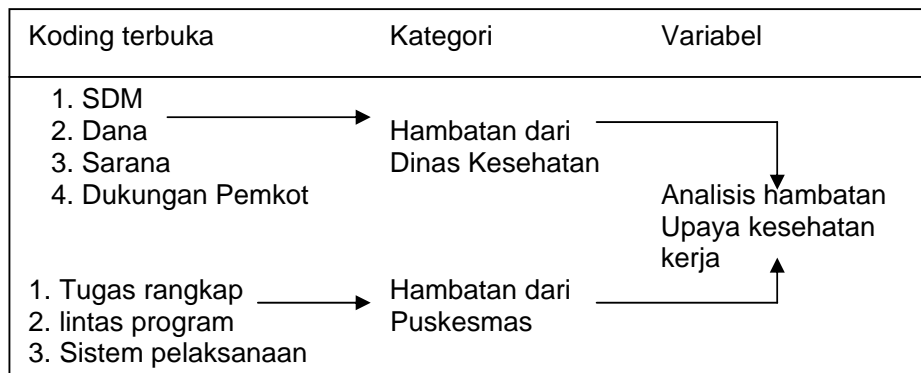 Koding terbuka Kategori Variabel
1. SDM
2. Dana
3. Sarana
4. Dukungan Pemkot
Hambatan dari
Dinas Kesehatan
1. Tugas rangkap
2. lintas program
3. Sistem pelaksanaan
Hambatan dari
Puskesmas
Analisis hambatan
Upaya kesehatan
kerja